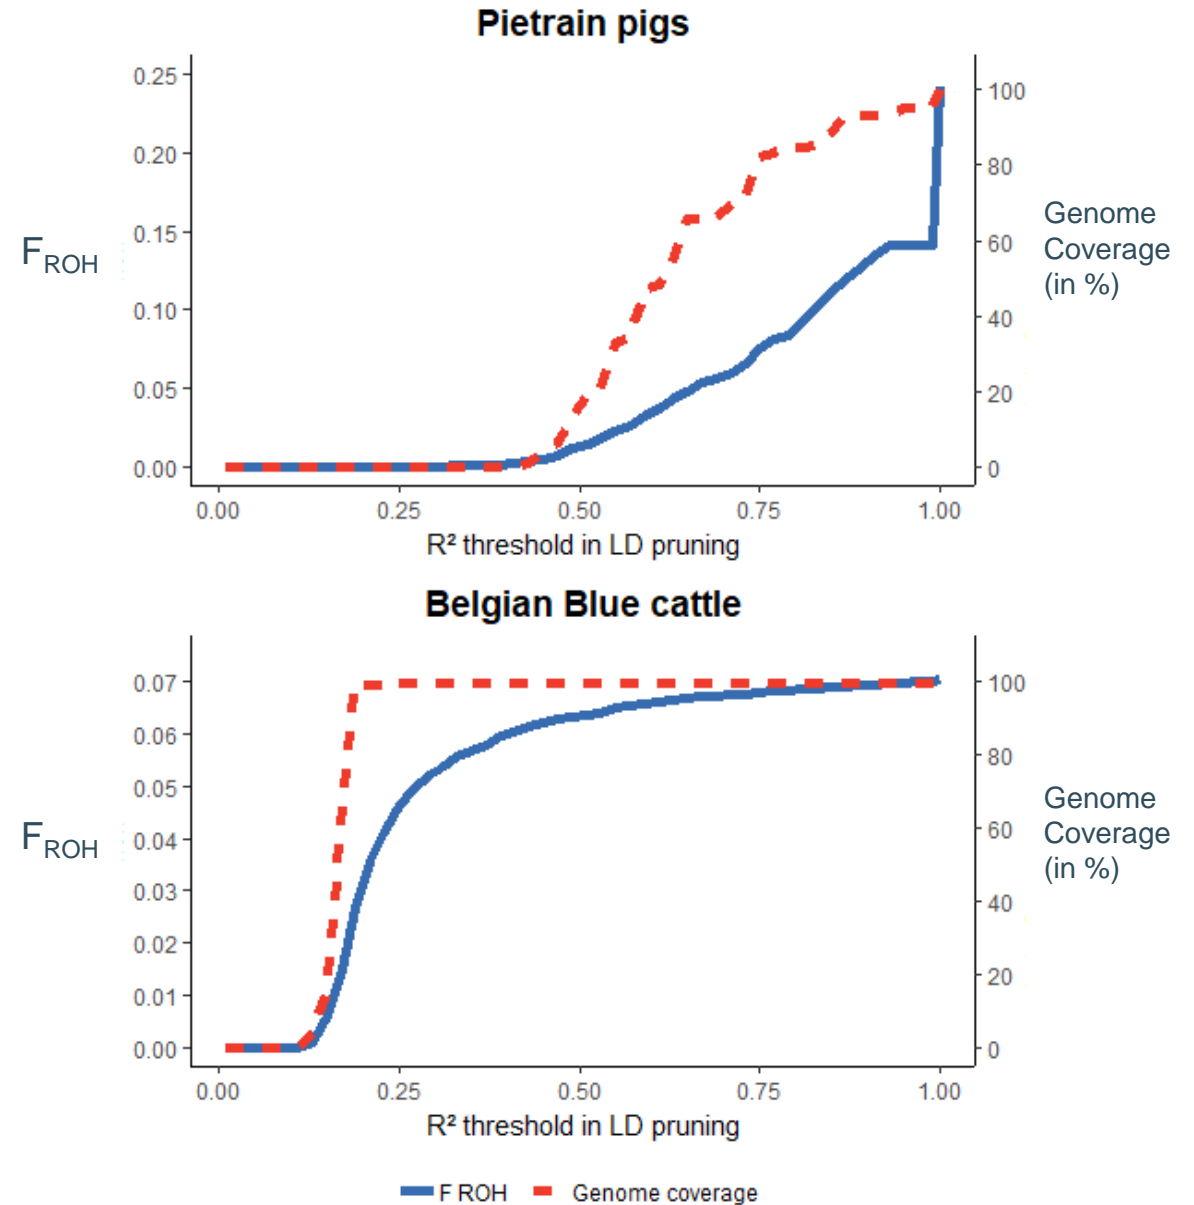 Pietrain pigs
0.25
0.20
0.15
0.10
0.05
0.00
F_ROH
100
80
60
40
20
0
Genome
Coverage
(in %)
0.00 0.25 0.50 0.75 1.00
R² threshold in LD pruning
Belgian Blue cattle
0.07
0.06
0.05
0.04
0.03
0.02
0.01
0.00
F_ROH
100
80
60
40
20
0
Genome
Coverage
(in %)
0.00 0.25 0.50 0.75 1.00
R² threshold in LD pruning
F ROH Genome coverage